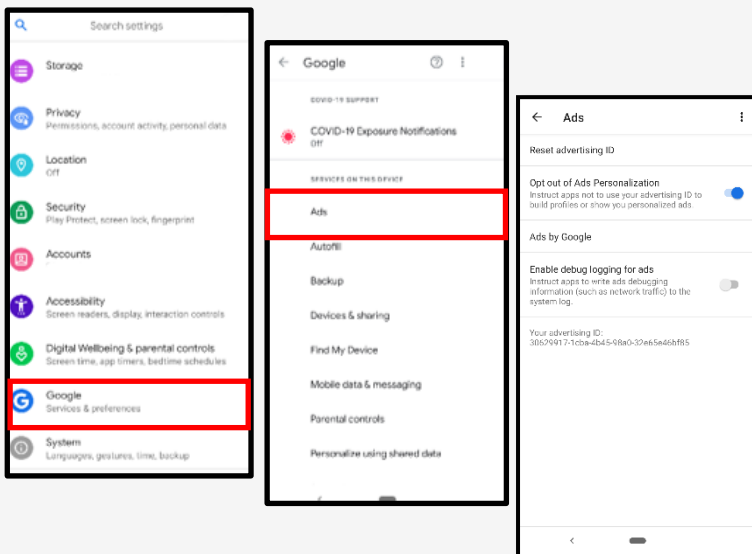 Search settings
Storage
Privacy
Permissions, account activity, personal data
Location
Off
Security
Play Protect, screen lock, fingerprint
Accounts
Accessibility
Screen readers, display, interaction controls
Digital Wellbeing & parental controls
Screen time, app timers, bedtime schedules
Google
Services & preferences
System
Languages, gestures, time, backup
Google
COVID-19 SUPPORT
COVID-19 Exposure Notifications
Off
SERVICES ON THIS DEVICE
Ads
Autofill
Backup
Devices & sharing
Find My Device
Mobile data & messaging
Parental controls
Personalize using shared data
Ads
Reset advertising ID
Opt out of Ads Personalization
Instruct apps not to use your advertising ID to
build profiles or show you personalized ads
Ads by Google
Enable debug logging for ads
Instruct apps to write ads debugging
information (such as network traffic) to the
system log.
Your advertising ID:
30629917-1cba-4b45-98a0-32e65e46bf85